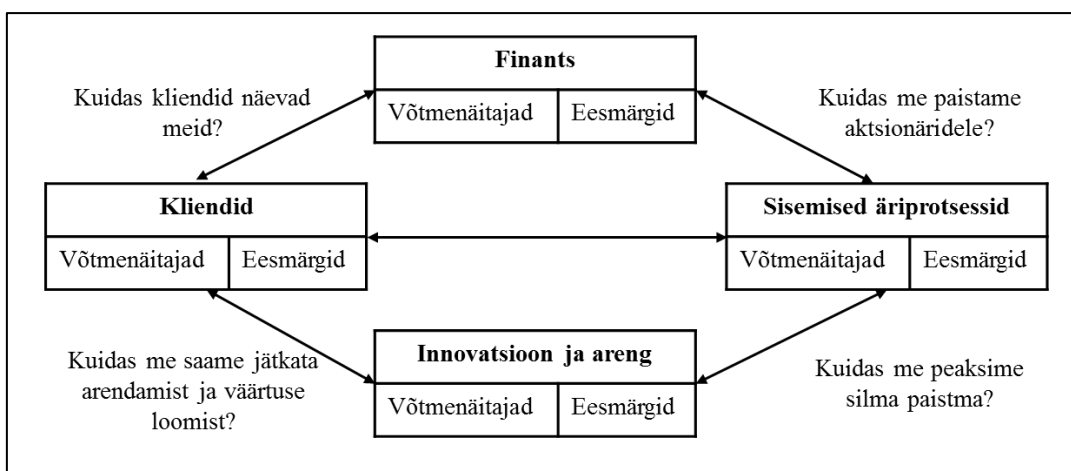 Finants
Võtmenäitajad Eesmärgid
Kuidas kliendid näevad
meid?
Kuidas me paistame
aktsionäridele?
Kliendid
Võtmenäitajad Eesmärgid
Sisemised äriprotsessid
Võtmenäitajad Eesmärgid
Innovatsioon ja areng
Võtmenäitajad Eesmärgid
Kuidas me saame jätkata
arendamist ja väärtuse
loomist?
Kuidas me peaksime
silma paistma?